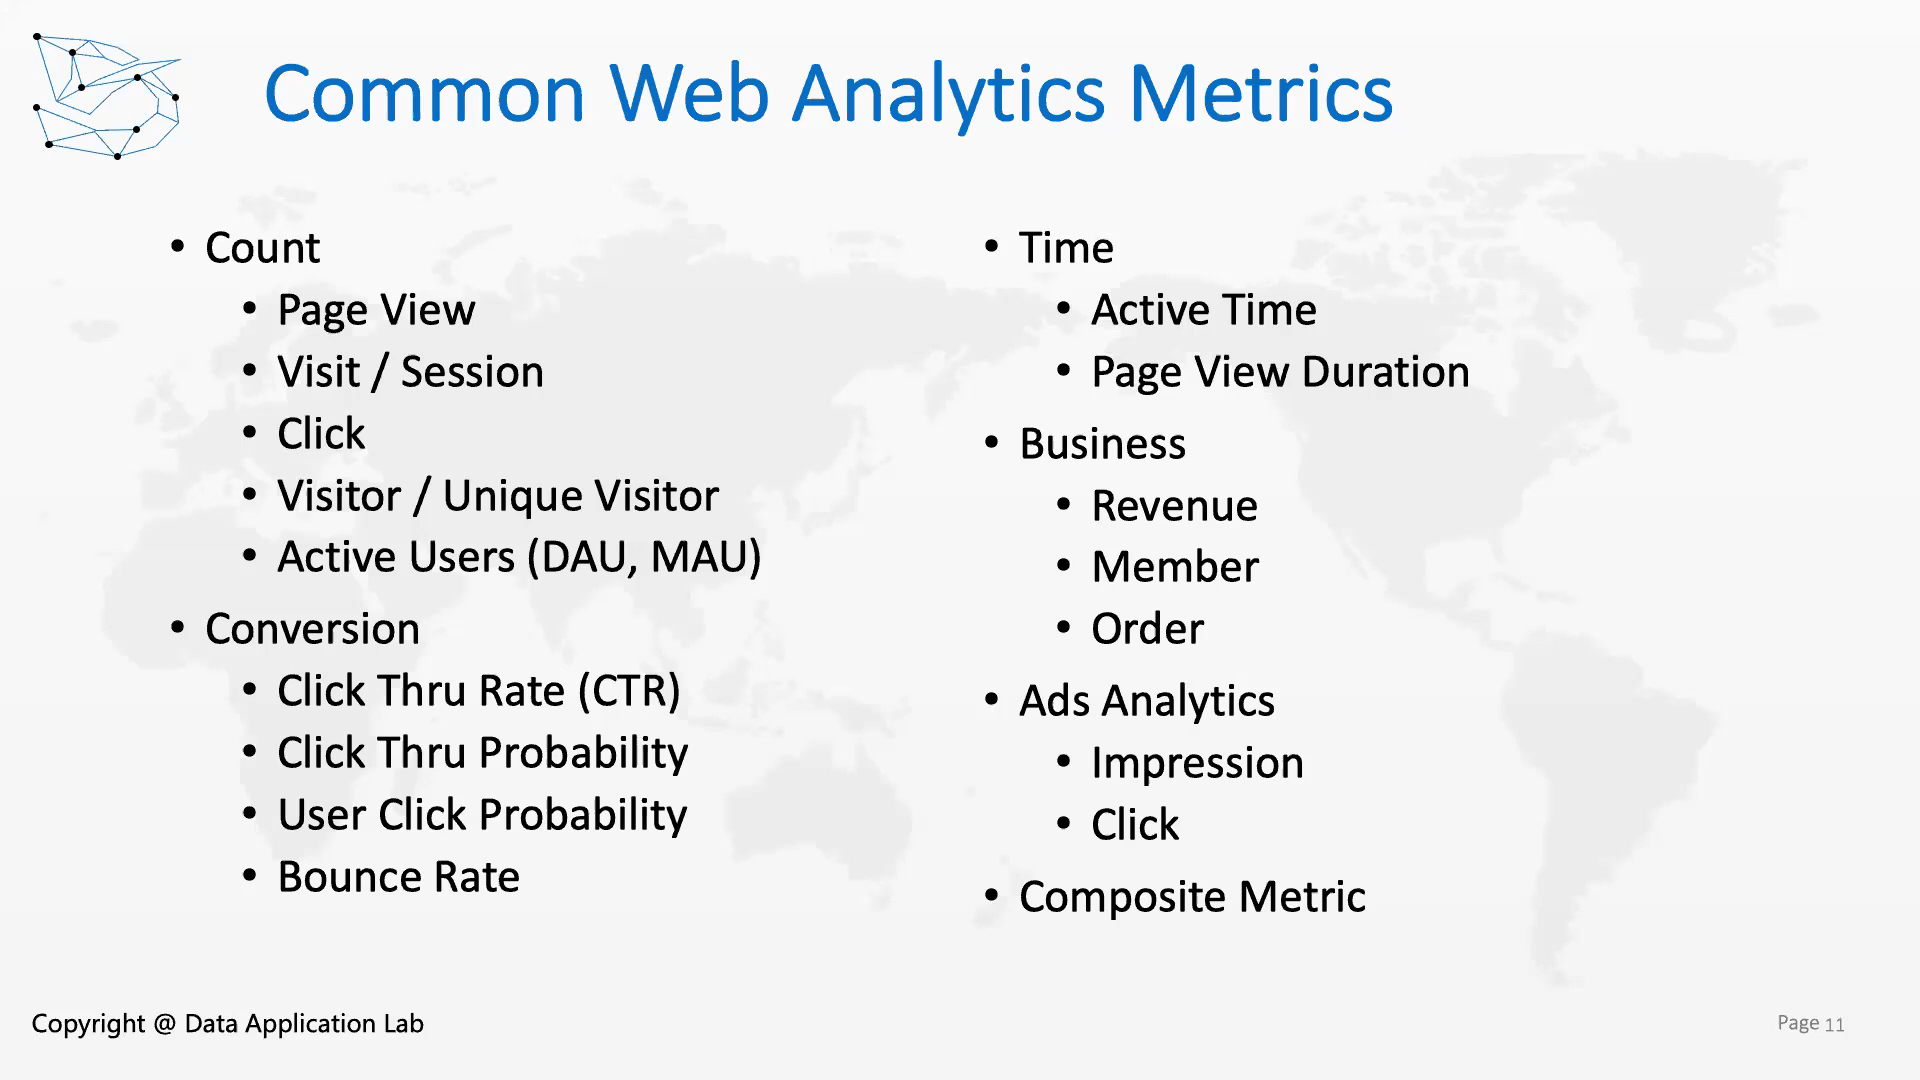 Common Web Analytics Metrics
• Count
• Page View
• Visit / Session
• Click
• Visitor / Unique Visitor
• Active Users (DAU, MAU)
• Conversion
• Click Thru Rate (CTR)
• Click Thru Probability
• User Click Probability
• Bounce Rate
• Time
• Active Time
• Page View Duration
• Business
• Revenue
• Member
• Order
• Ads Analytics
• Impression
• Click
• Composite Metric
Copyright @ Data Application Lab
Page 11